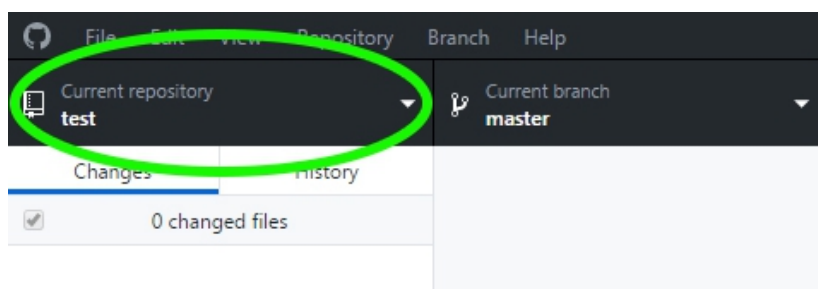 File Edit View Repository Branch Help
Current repository
test
Current branch
master
Changes History
0 changed files